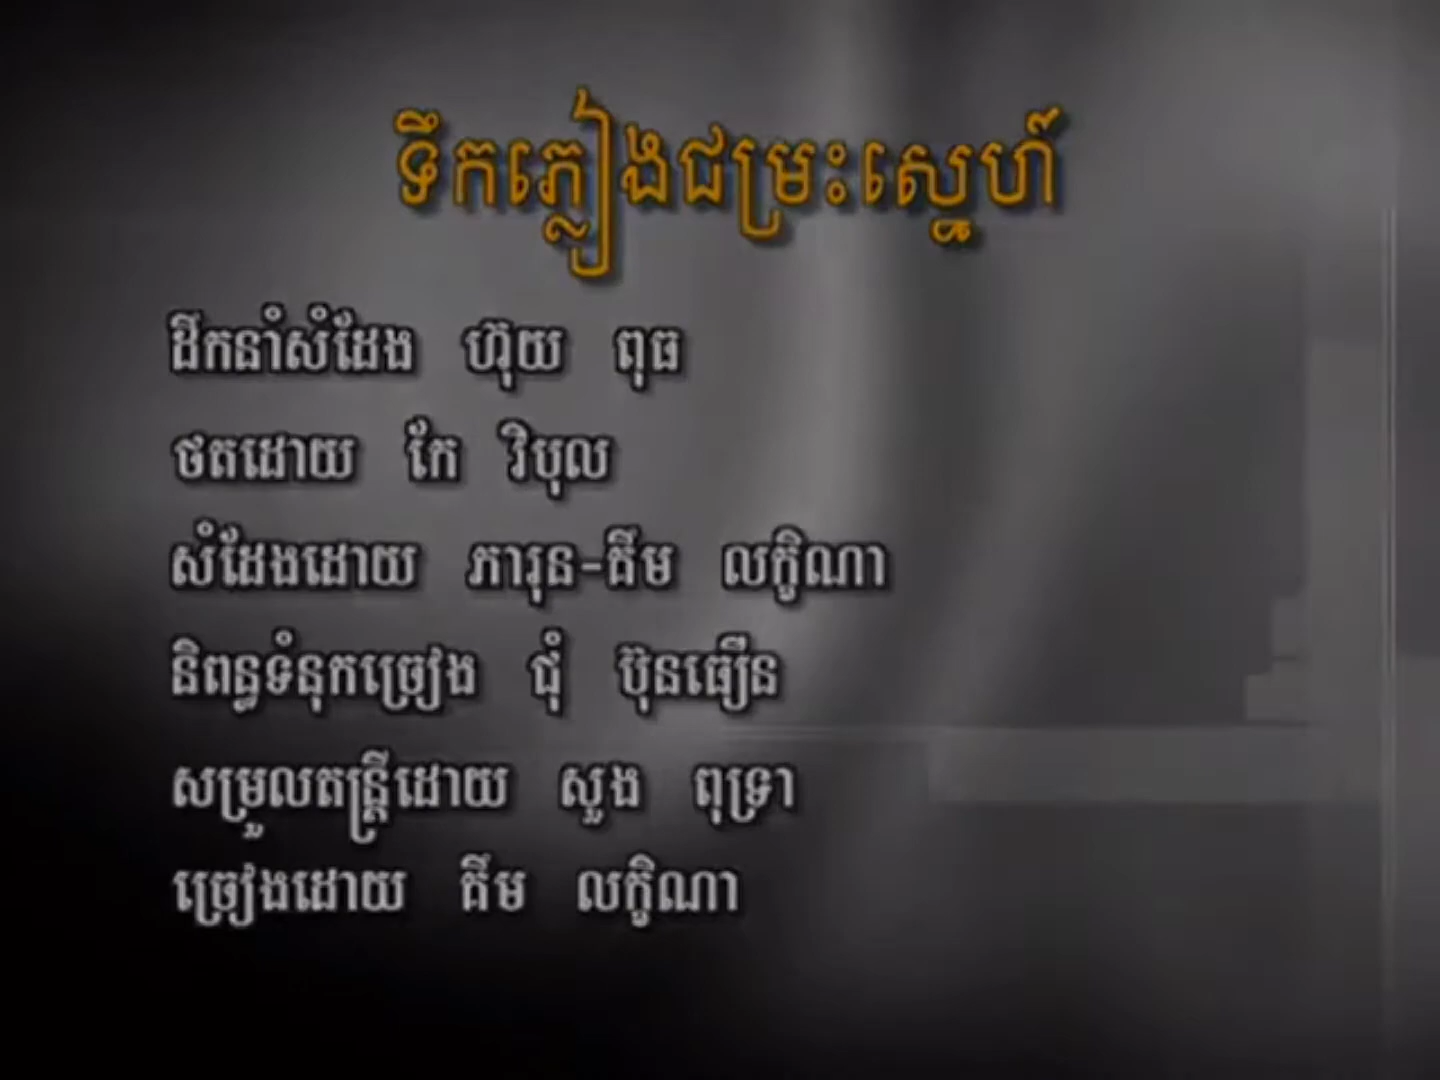 ទឹកភ្លៀងជម្រះស្នេហ៍
ដឹកនាំសំដែង ហ៊ុយ ពុធ
ថតដោយ កែ វិបុល
សំដែងដោយ ភារុន-គីម លក្ខិណា
និពន្ធទំនុកច្រៀង ជុំ ប៊ុនធឿន
សម្រួលតន្ត្រីដោយ សួង ពុទ្រា
ច្រៀងដោយ គីម លក្ខិណា